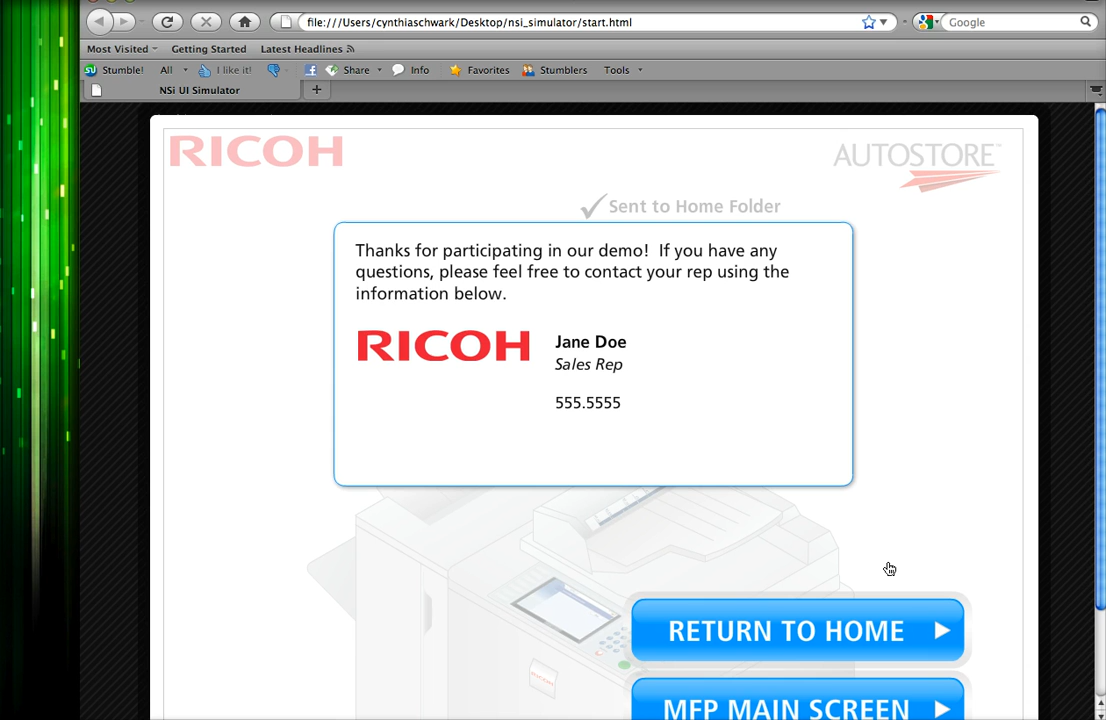 file:///Users/cynthiaschwark/Desktop/nsi_simulator/start.html
Google
Most Visited Getting Started Latest Headlines
Stumble! All I like it! Share Info Favorites Stumblers Tools
NSi UI Simulator
RICOH
AUTOSTORE™
Sent to Home Folder
Thanks for participating in our demo! If you have any
questions, please feel free to contact your rep using the
information below.
RICOH
Jane Doe
Sales Rep
555.5555
RETURN TO HOME
RICOH
MFP MAIN SCREEN